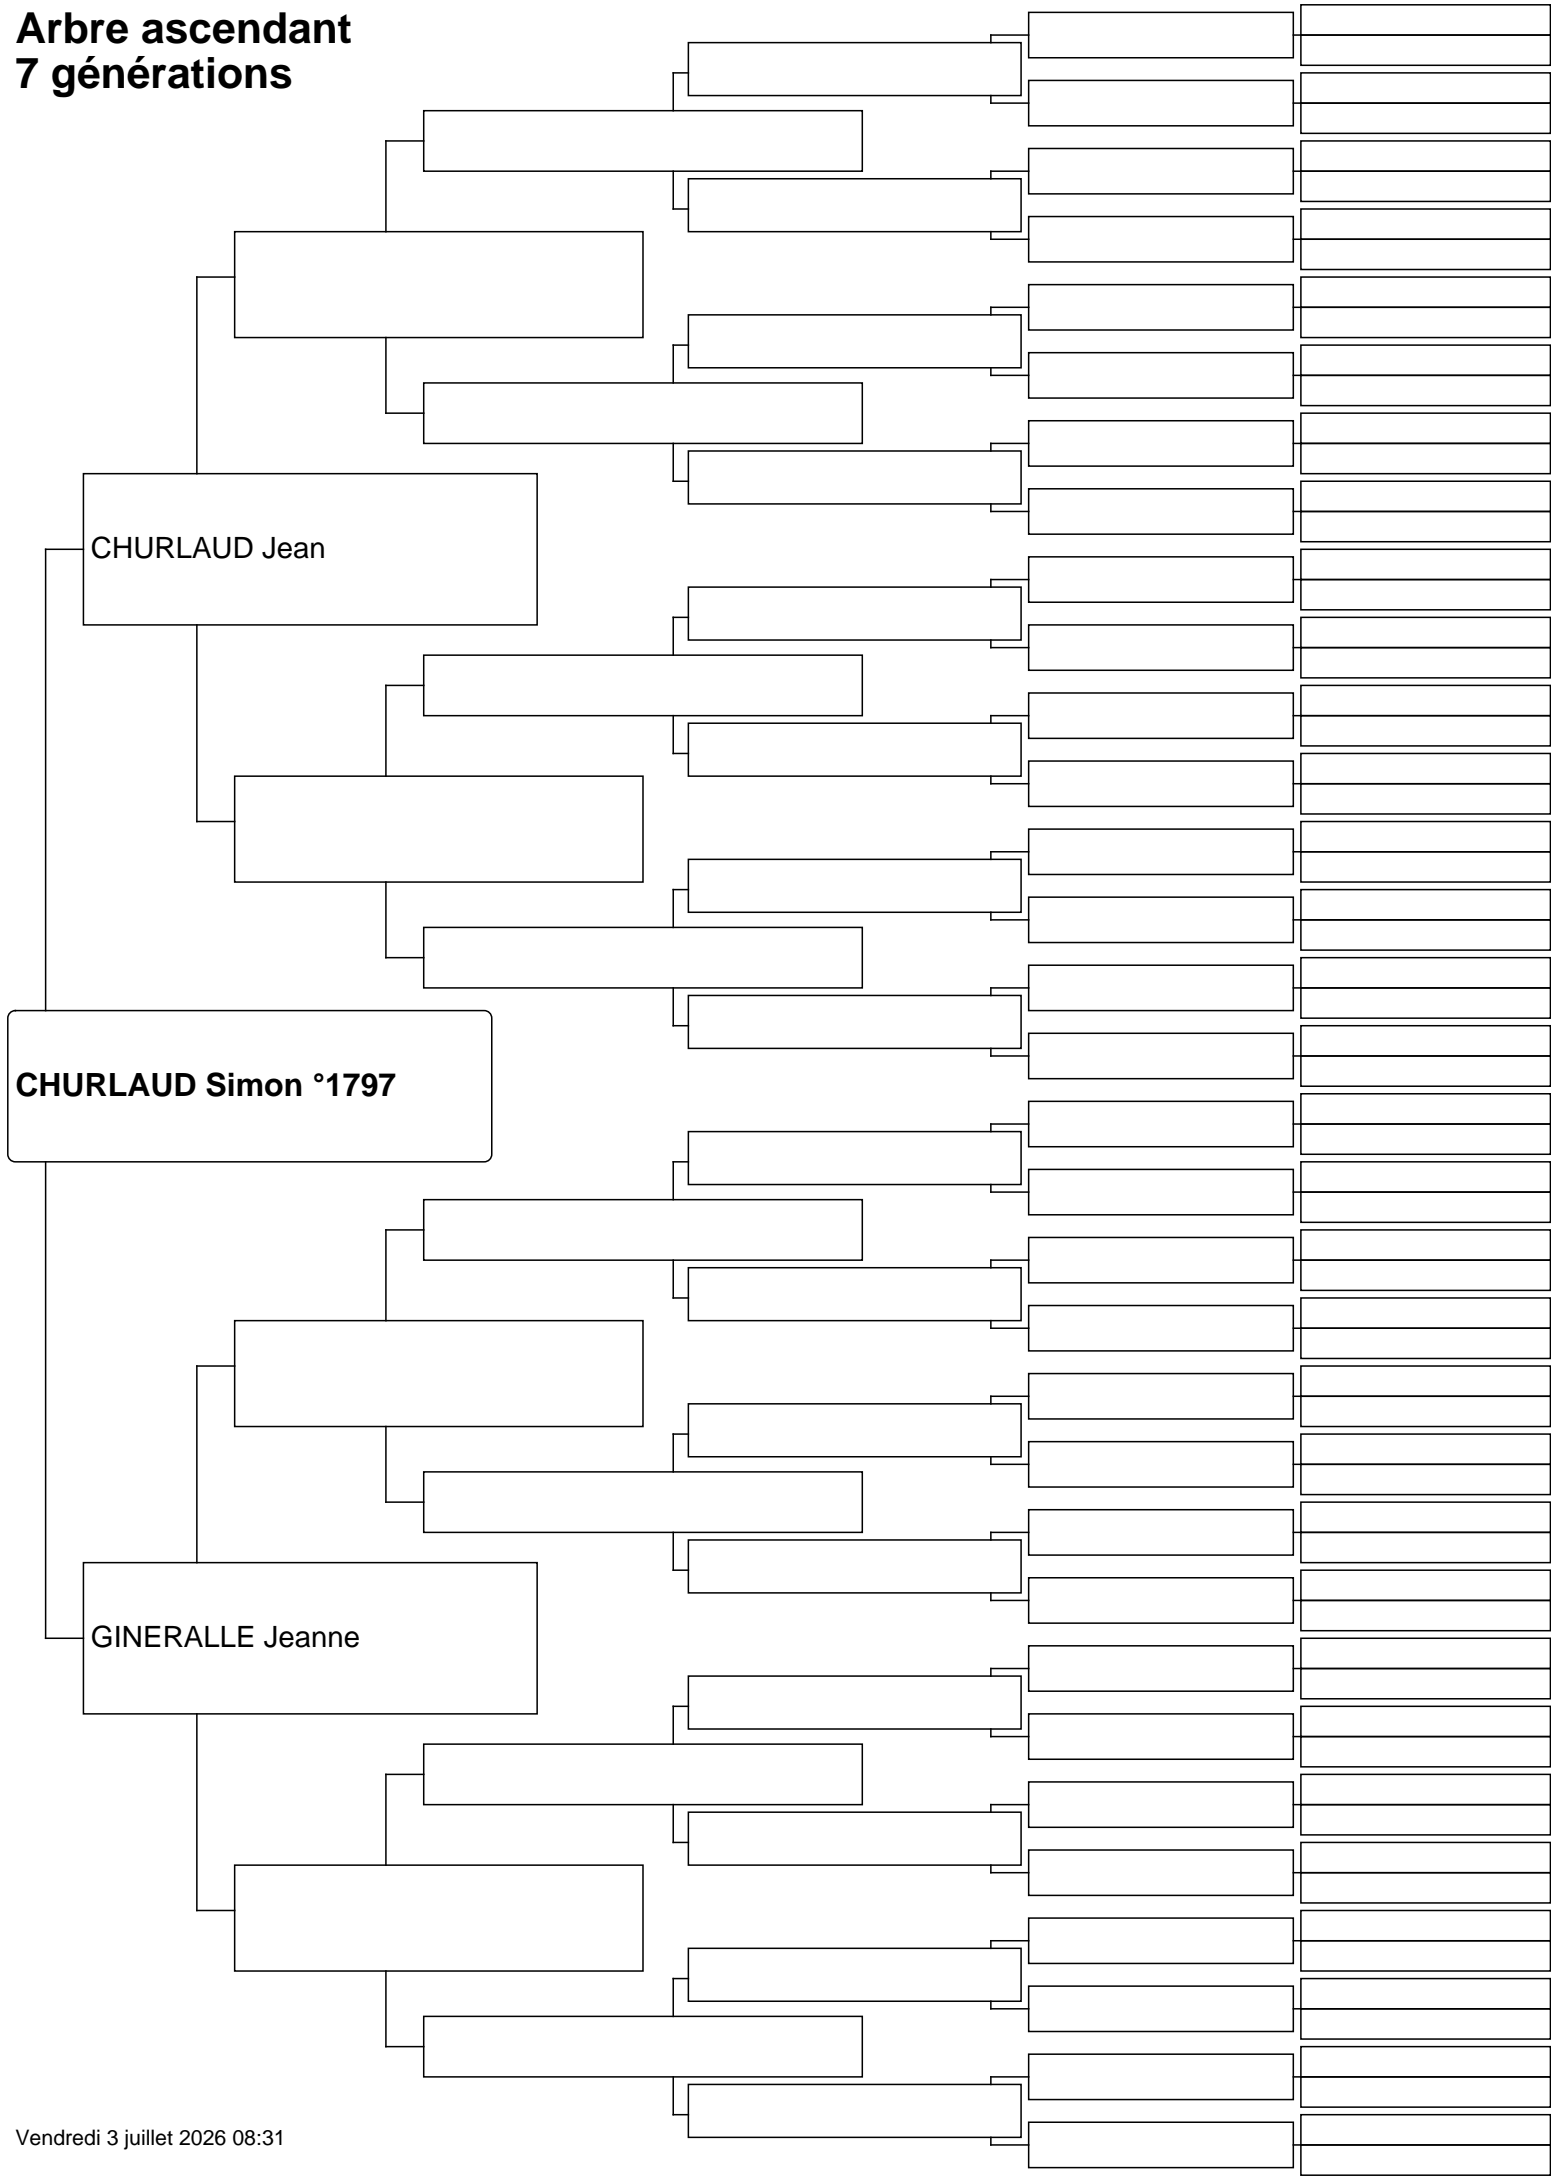 Arbre ascendant
7 générations
CHURLAUD Jean
CHURLAUD Simon °1797
GINERALLE Jeanne
Vendredi 3 juillet 2026 08:31